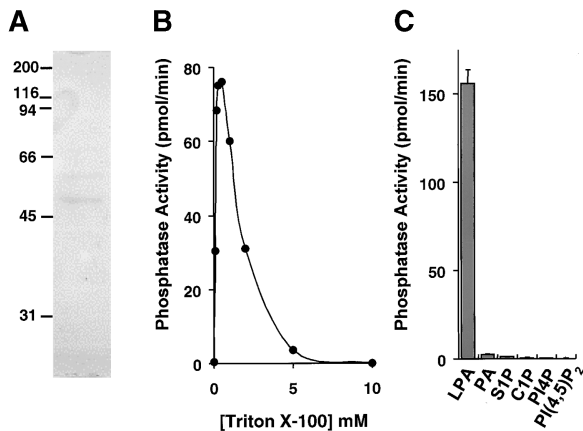 A
200
116
94
66
45
31
B
Phosphatase Activity (pmol/min)
80
60
40
20
0
0
5
10
[Triton X-100] mM
C
Phosphatase Activity (pmol/min)
150
100
150
0
LPA
PA
S1P
C1P
PI4P
PI(4,5)P2